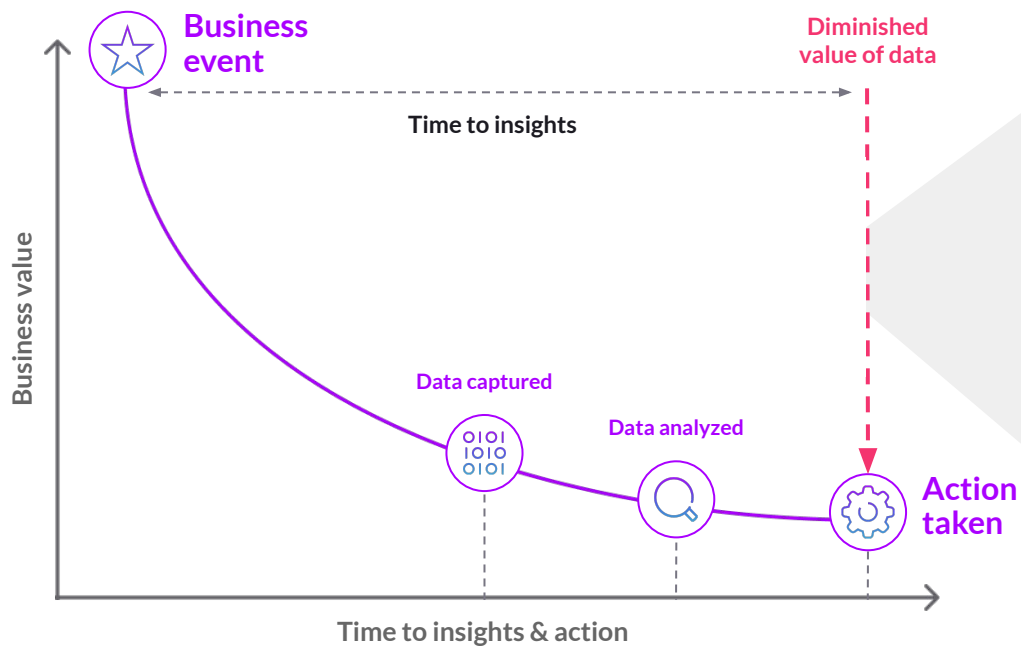 Business
event
Diminished
value of data
Time to insights
Business value
Data captured
0101
1010
0101
Data analyzed
Action
taken
Time to insights & action